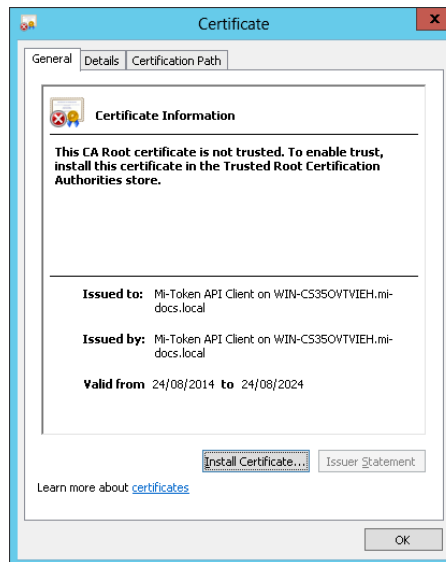 Certificate
x
General Details Certification Path
Certificate Information
This CA Root certificate is not trusted. To enable trust,
install this certificate in the Trusted Root Certification
Authorities store.
Issued to: Mi-Token API Client on WIN-CS35OVTVIEH.mi-
docs.local
Issued by: Mi-Token API Client on WIN-CS35OVTVIEH.mi-
docs.local
Valid from 24/08/2014 to 24/08/2024
Install Certificate... Issuer Statement
Learn more about certificates
OK